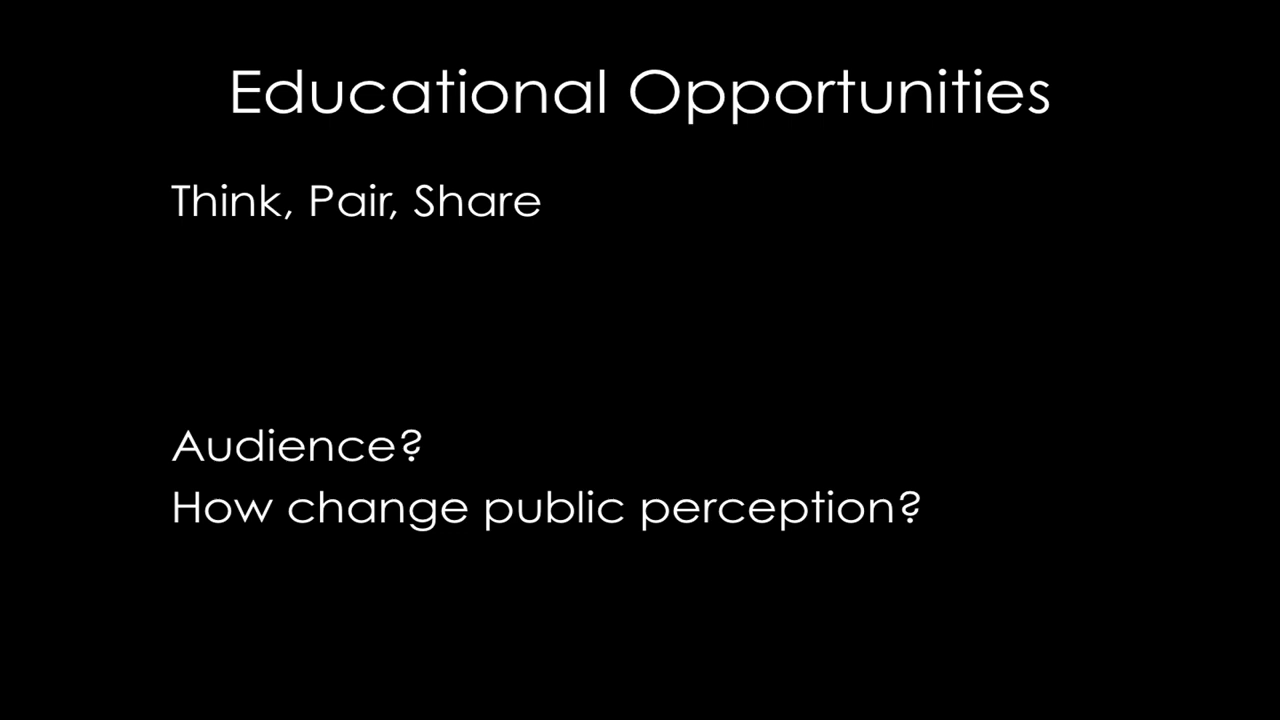 Educational Opportunities
Think, Pair, Share
Audience?
How change public perception?